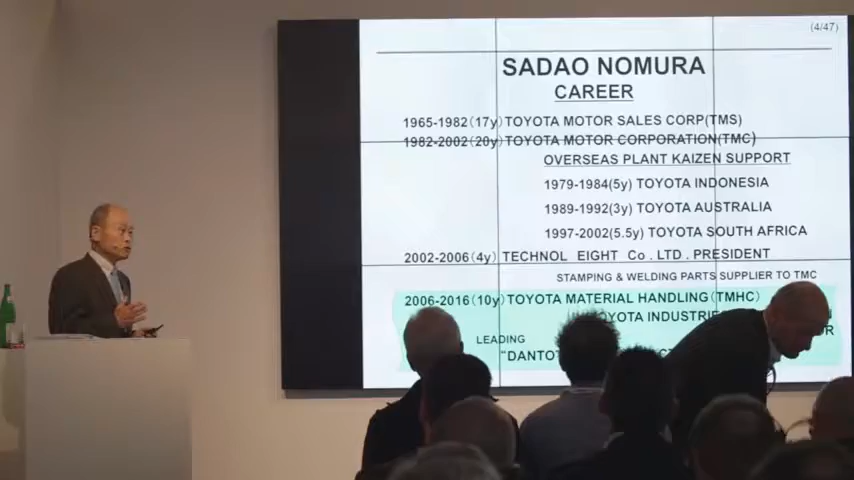 (4/47)
SADAO NOMURA
CAREER
1965-1982(17y) TOYOTA MOTOR SALES CORP(TMS)
1982-2002(20y) TOYOTA MOTOR CORPORATION(TMC)
OVERSEAS PLANT KAIZEN SUPPORT
1979-1984(5y) TOYOTA INDONESIA
1989-1992(3y) TOYOTA AUSTRALIA
1997-2002(5.5y) TOYOTA SOUTH AFRICA
2002-2006(4y) TECHNOL EIGHT Co.LTD.PRESIDENT
STAMPING & WELDING PARTS SUPPLIER TO TMC
2006-2016(10y) TOYOTA MATERIAL HANDLING(TMHC)
LEADING